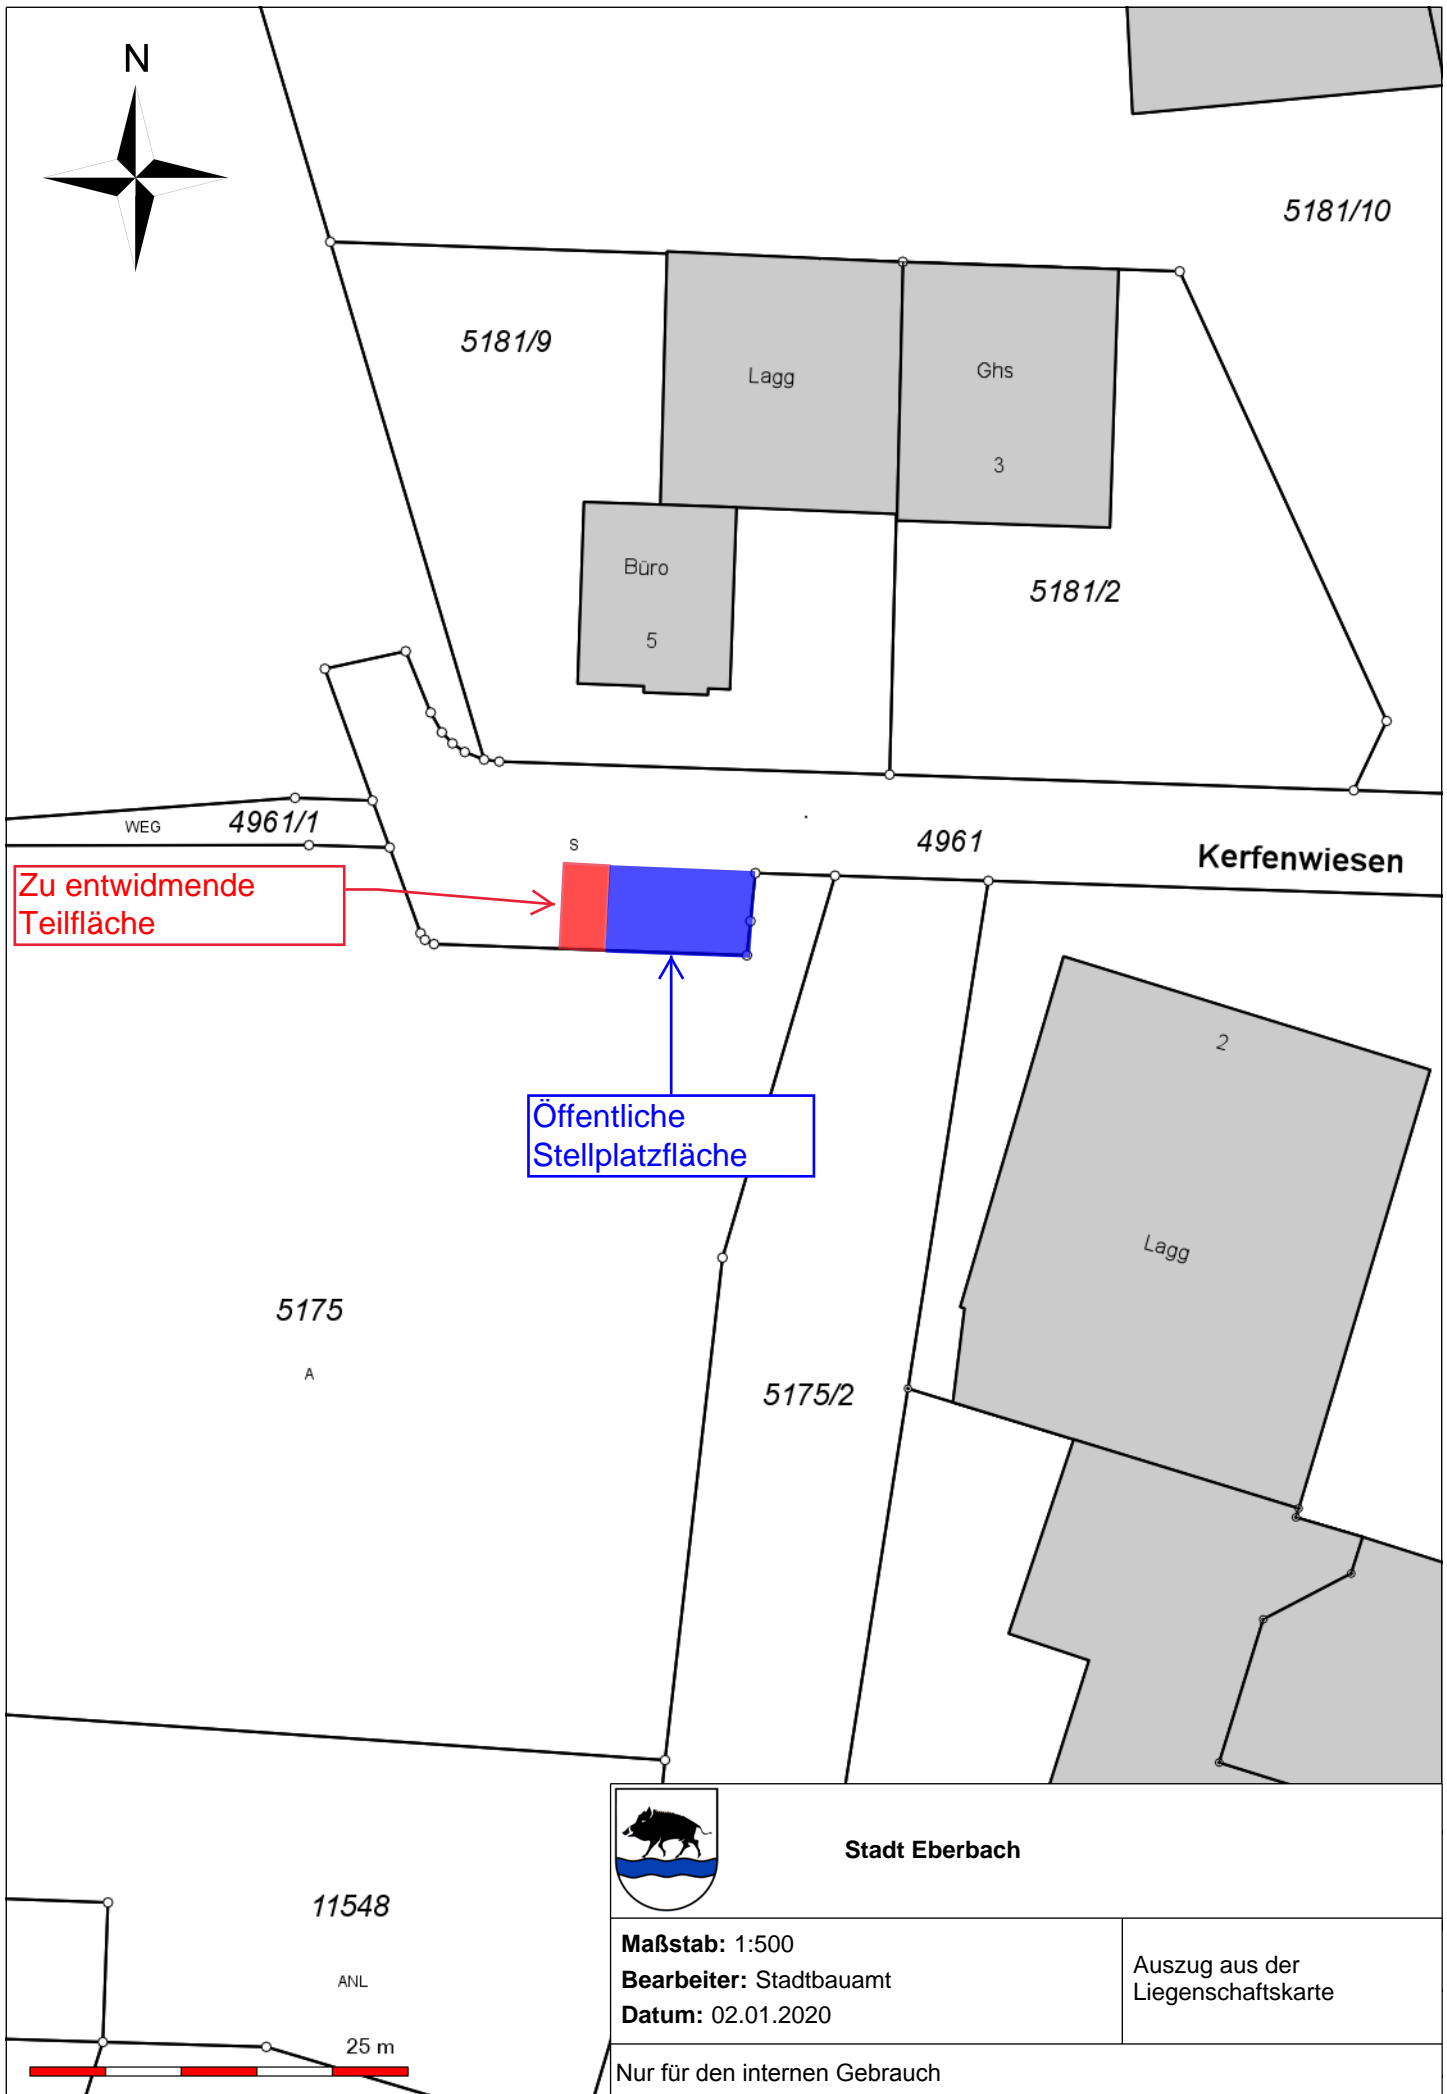 N
5181/10
5181/9
Lagg
Ghs
3
Büro
5
5181/2
WEG
4961/1
S
4961
Kerfenwiesen
Zu entwidmende
Teilfläche
2
Öffentliche
Stellplatzfläche
Lagg
5175
A
5175/2
Stadt Eberbach
11548
ANL
25 m
Maßstab: 1:500
Bearbeiter: Stadtbauamt
Datum: 02.01.2020
Auszug aus der
Liegenschaftskarte
Nur für den internen Gebrauch